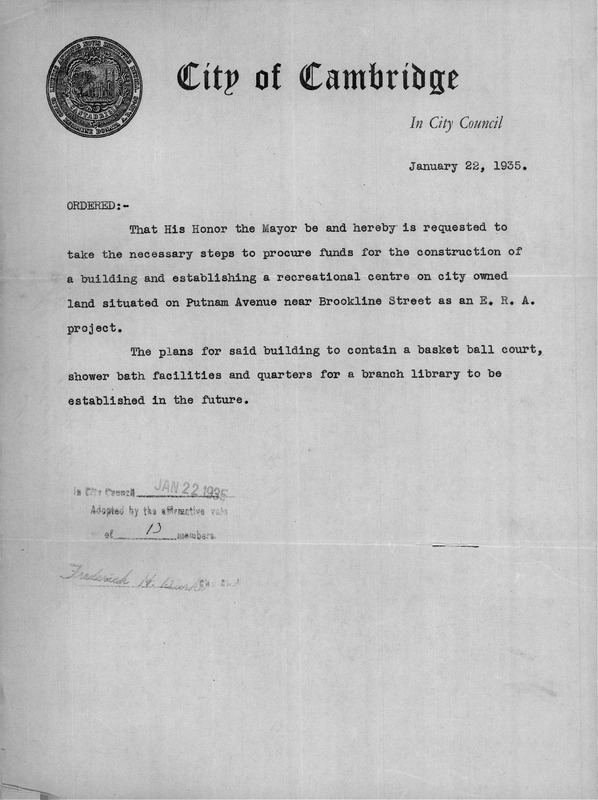 City of Cambridge
In City Council
January 22, 1935.
ORDERED:-
That His Honor the Mayor be and hereby is requested to
take the necessary steps to procure funds for the construction of
a building and establishing a recreational centre on city owned
land situated on Putnam Avenue near Brookline Street as an E. R. A.
project.
The plans for said building to contain a basket ball court,
shower bath facilities and quarters for a branch library to be
established in the future.
In City Council JAN 22 1935
Adopted by the affirmative vote
of 13 members
Frederick H. Burke